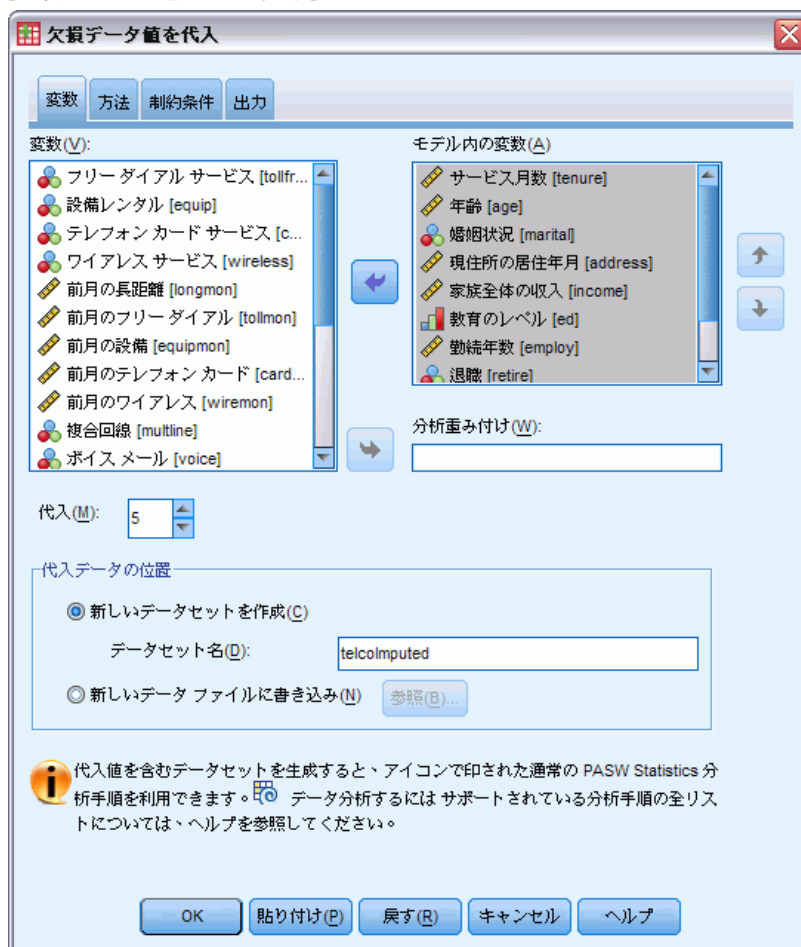 欠損データ値を代入
変数 方法 制約条件 出力
変数(V):
フリー ダイアル サービス [tollfr...
設備レンタル [equip]
テレフォン カード サービス [c...
ワイアレス サービス [wireless]
前月の長距離 [longmon]
前月のフリー ダイアル [tollmon]
前月の設備 [equipmon]
前月のテレフォン カード [card...
前月のワイアレス [wiremon]
複合回線 [multline]
ボイス メール [voice]
モデル内の変数(A)
サービス月数 [tenure]
年齢 [age]
婚姻状況 [marital]
現住所の居住年月 [address]
家族全体の収入 [income]
教育のレベル [ed]
勤続年数 [employ]
退職 [retire]
分析重み付け(W):
代入(M): 5
代入データの位置
新しいデータセットを作成(C)
データセット名(D): telcoImputed
新しいデータ ファイルに書き込み(N) 参照(B)...
代入値を含むデータセットを生成すると、アイコンで印された通常の PASW Statistics 分
析手順を利用できます。 データ分析するには サポートされている分析手順の全リス
トについては、ヘルプを参照してください。
OK 貼り付け(P) 戻す(R) キャンセル ヘルプ